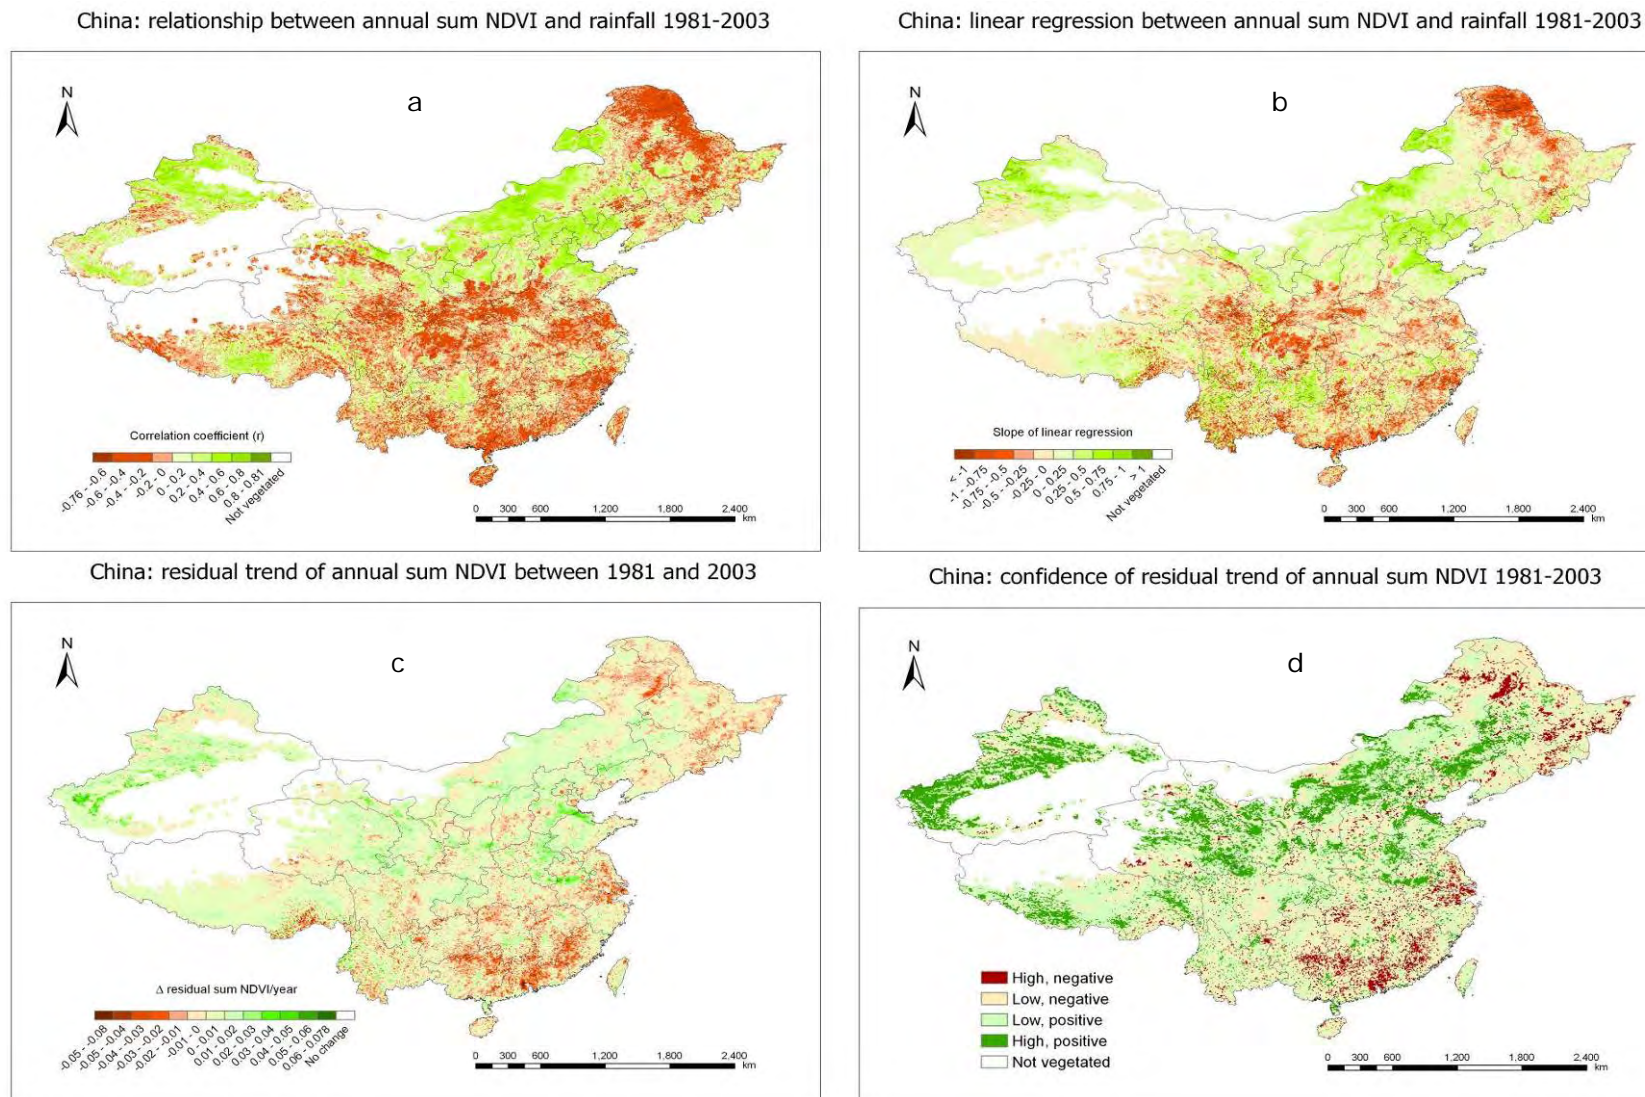 China: relationship between annual sum NDVI and rainfall 1981-2003
N
a
Correlation coefficient (r)
-0.76 - -0.6
-0.6 - -0.4
-0.4 - -0.2
-0.2 - 0
0 - 0.2
0.2 - 0.4
0.4 - 0.6
0.6 - 0.8
0.8 - 0.81
Not vegetated
0 300 600 1,200 1,800 2,400
km
China: linear regression between annual sum NDVI and rainfall 1981-2003
N
b
Slope of linear regression
< -1
-1 - -0.75
-0.75 - -0.5
-0.5 - -0.25
-0.25 - 0
0 - 0.25
0.25 - 0.5
0.5 - 0.75
0.75 - 1
> 1
Not vegetated
0 300 600 1,200 1,800 2,400
km
China: residual trend of annual sum NDVI between 1981 and 2003
N
c
Δ residual sum NDVI/year
-0.05 - -0.08
-0.05 - -0.04
-0.04 - -0.03
-0.03 - -0.02
-0.02 - -0.01
-0.01 - 0
0 - 0.01
0.01 - 0.02
0.02 - 0.03
0.03 - 0.04
0.04 - 0.05
0.05 - 0.06
0.06 - 0.078
No change
0 300 600 1,200 1,800 2,400
km
China: confidence of residual trend of annual sum NDVI 1981-2003
N
d
High, negative
Low, negative
Low, positive
High, positive
Not vegetated
0 300 600 1,200 1,800 2,400
km